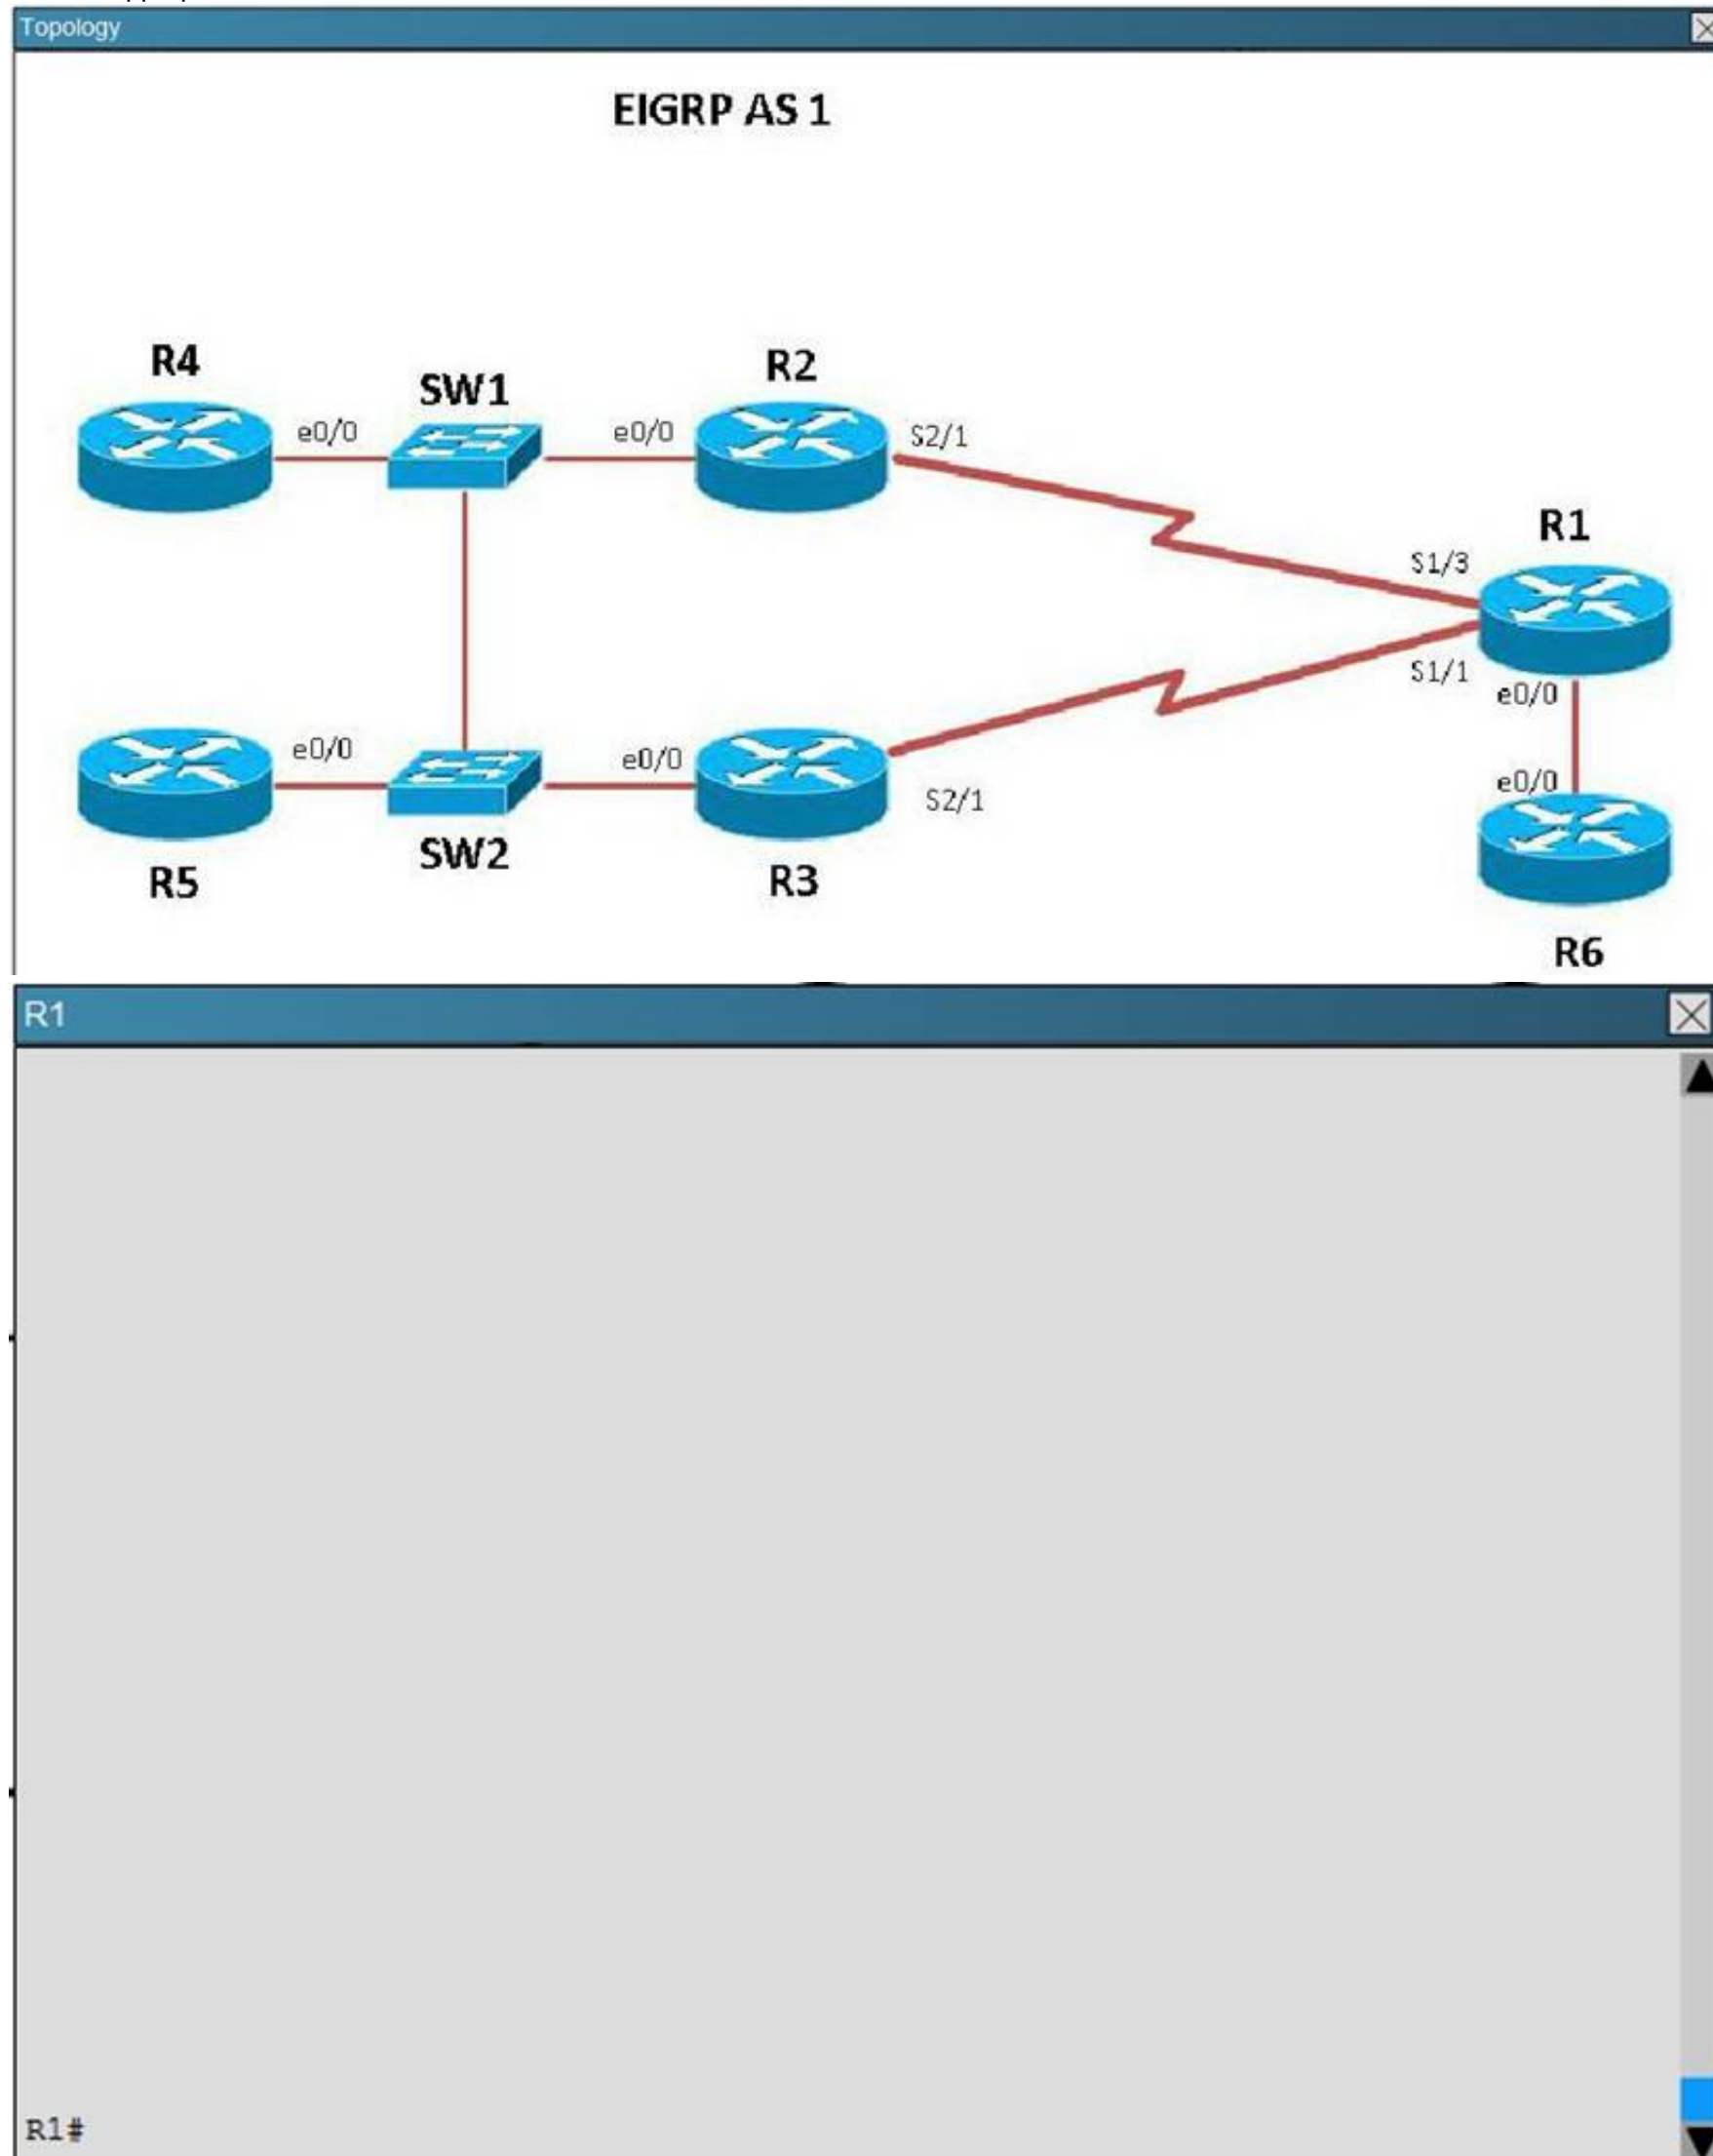 Topology
EIGRP AS 1
R4
SW1
R2
e0/0
e0/0
S2/1
R1
S1/3
S1/1
e0/0
e0/0
e0/0
e0/0
S2/1
R5
SW2
R3
R6
R1
R1#